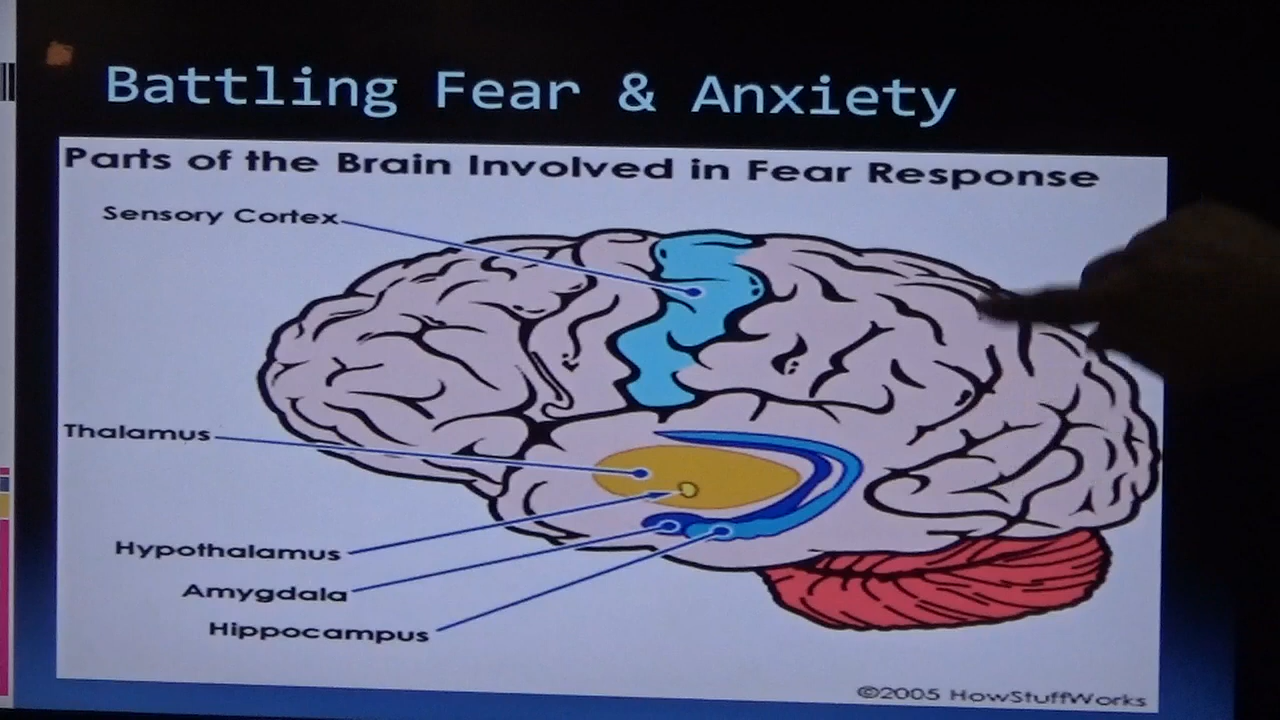 Battling Fear & Anxiety
Parts of the Brain Involved in Fear Response
Sensory Cortex
Thalamus
Hypothalamus
Amygdala
Hippocampus
©2005 HowStuffWorks